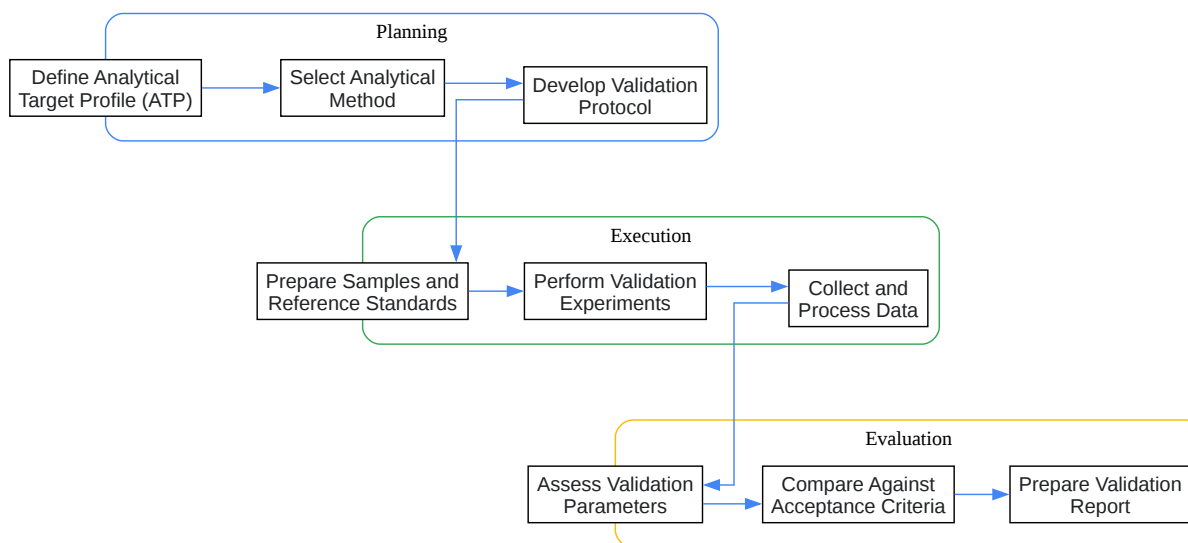 Planning
Define Analytical
Target Profile (ATP)
Select Analytical
Method
Develop Validation
Protocol
Execution
Prepare Samples and
Reference Standards
Perform Validation
Experiments
Collect and
Process Data
Evaluation
Assess Validation
Parameters
Compare Against
Acceptance Criteria
Prepare Validation
Report